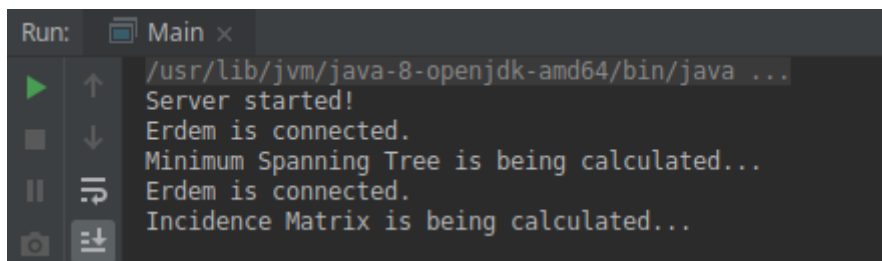 Run: Main ×
/usr/lib/jvm/java-8-openjdk-amd64/bin/java ...
Server started!
Erdem is connected.
Minimum Spanning Tree is being calculated...
Erdem is connected.
Incidence Matrix is being calculated...